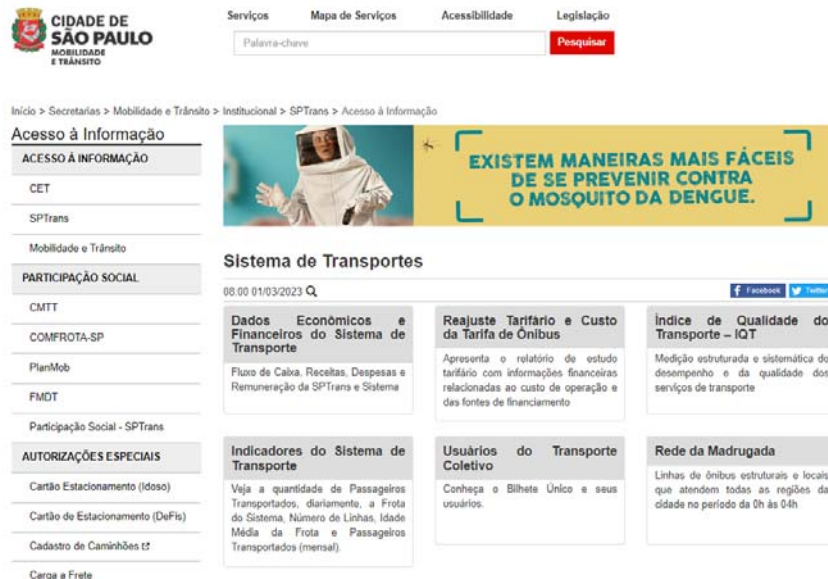 CIDADE DE
SÃO PAULO
MOBILIDADE
E TRÂNSITO
Serviços
Mapa de Serviços
Acessibilidade
Legislação
Palavra-chave
Pesquisar
Início > Secretarias > Mobilidade e Trânsito > Institucional > SPTrans > Acesso à Informação
Acesso à Informação
ACESSO À INFORMAÇÃO
CET
SPTrans
Mobilidade e Trânsito
PARTICIPAÇÃO SOCIAL
CMTT
COMFROTA-SP
PlanMob
FMDT
Participação Social - SPTrans
AUTORIZAÇÕES ESPECIAIS
Cartão Estacionamento (Idoso)
Cartão de Estacionamento (DeFis)
Cadastro de Caminhões
Carga a Frete
EXISTEM MANEIRAS MAIS FÁCEIS
DE SE PREVENIR CONTRA
O MOSQUITO DA DENGUE.
Sistema de Transportes
08:00 01/03/2023
Facebook
Twitter
Dados Econômicos e
Financeiros do Sistema de
Transporte
Fluxo de Caixa, Receitas, Despesas e
Remuneração da SPTrans e Sistema
Reajuste Tarifário e Custo
da Tarifa de Ônibus
Apresenta o relatório de estudo
tarifário com informações financeiras
relacionadas ao custo de operação e
das fontes de financiamento
Índice de Qualidade do
Transporte – IQT
Medição estruturada e sistemática do
desempenho e da qualidade dos
serviços de transporte
Indicadores do Sistema de
Transporte
Veja a quantidade de Passageiros
Transportados, diariamente, a Frota
do Sistema, Número de Linhas, Idade
Média da Frota e Passageiros
Transportados (mensal).
Usuários do Transporte
Coletivo
Conheça o Bilhete Único e seus
usuários.
Rede da Madrugada
Linhas de ônibus estruturais e locais
que atendem todas as regiões da
cidade no período da 0h às 04h